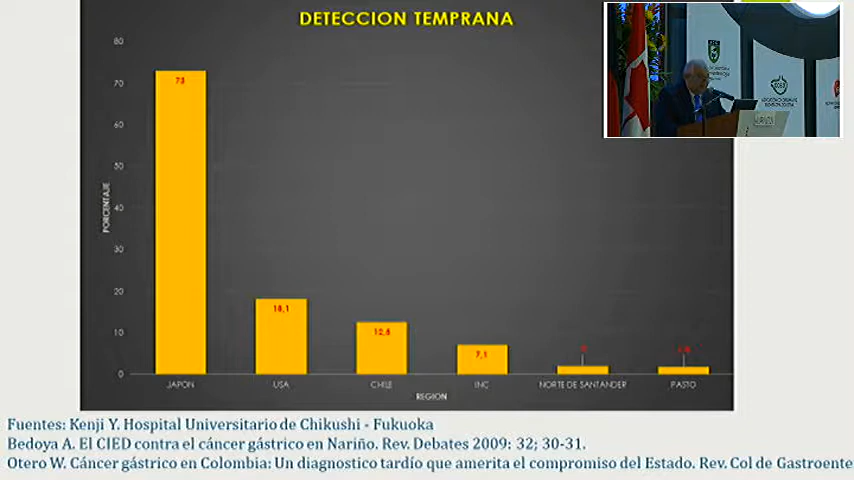 DETECCION TEMPRANA
80
70
60
50
40
30
20
10
0
PORCENTAJE
73
18,1
12,6
7,1
JAPON
USA
CHILE
INC
NORTE DE SANTANDER
PASTO
REGION
Fuentes: Kenji Y. Hospital Universitario de Chikushi - Fukuoka
Bedoya A. El CIED contra el cáncer gástrico en Nariño. Rev. Debates 2009: 32; 30-31.
Otero W. Cáncer gástrico en Colombia: Un diagnostico tardío que amerita el compromiso del Estado. Rev. Col de Gastroente